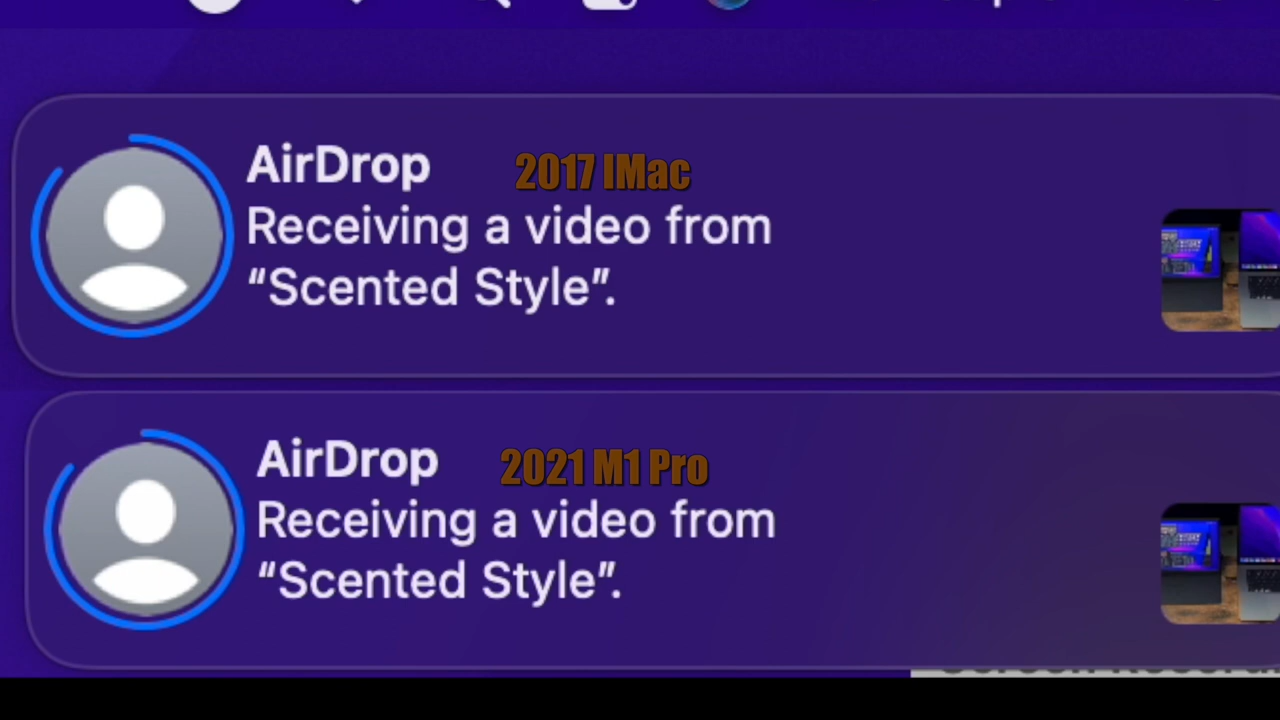 AirDrop
2017 IMac
Receiving a video from
“Scented Style”.
AirDrop
2021 M1 Pro
Receiving a video from
“Scented Style”.